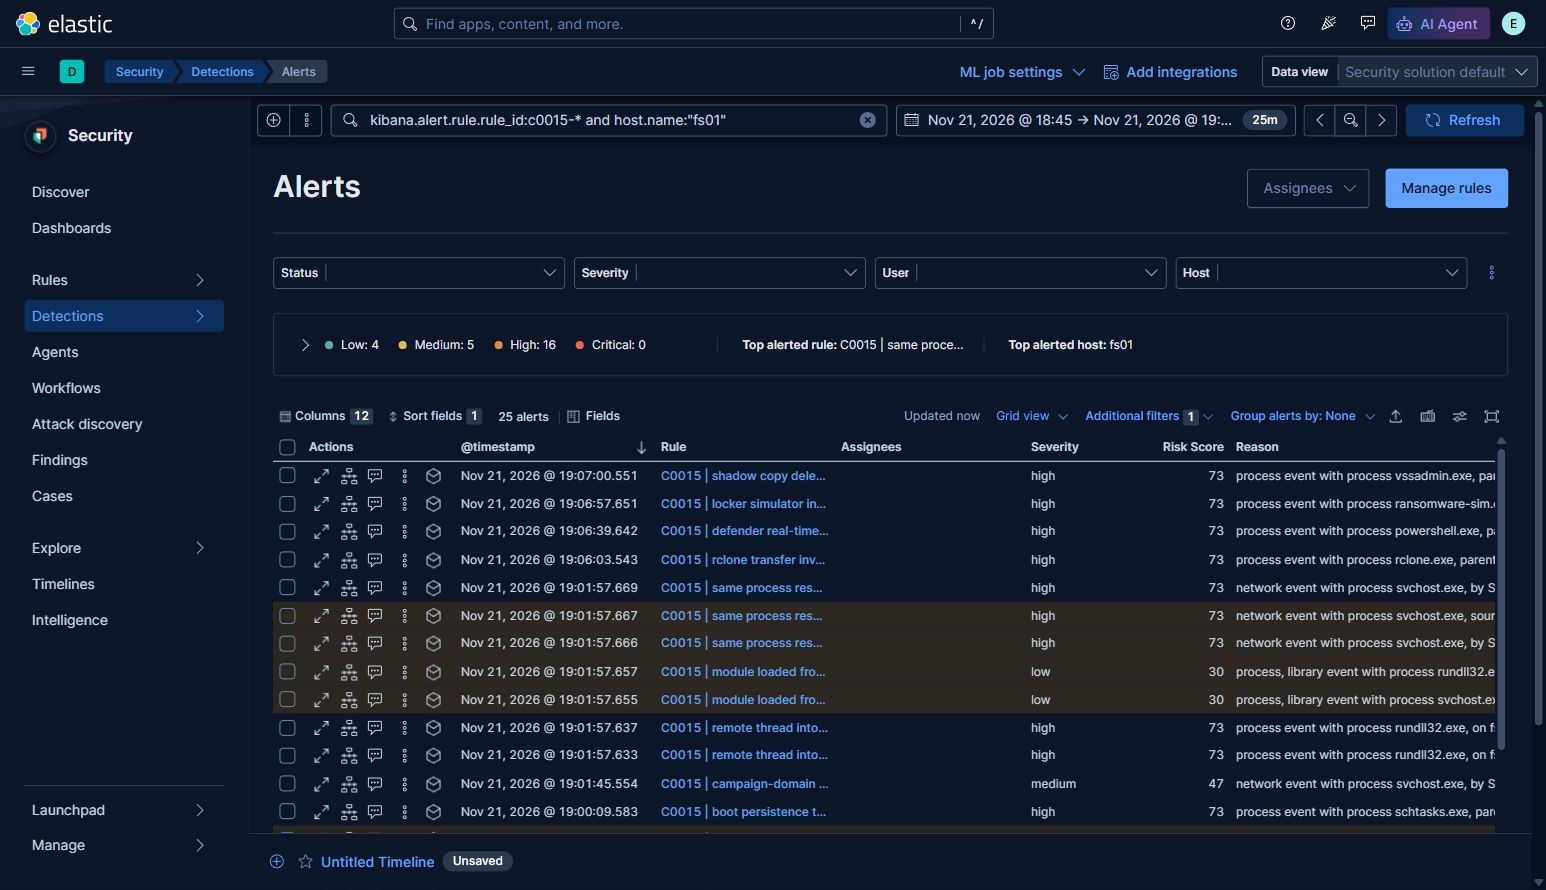 elastic
Find apps, content, and more.
^/
AI Agent
E
D
Security
Detections
Alerts
ML job settings
Add integrations
Data view
Security solution default
Security
kibana.alert.rule.rule_id:c0015-* and host.name:"fs01"
Nov 21, 2026 @ 18:45 → Nov 21, 2026 @ 19:...
25m
Refresh
Discover
Dashboards
Rules
Detections
Agents
Workflows
Attack discovery
Findings
Cases
Explore
Timelines
Intelligence
Launchpad
Manage
Alerts
Assignees
Manage rules
Status
Severity
User
Host
Low: 4
Medium: 5
High: 16
Critical: 0
Top alerted rule: C0015 | same proce...
Top alerted host: fs01
Columns 12
Sort fields 1
25 alerts
Fields
Updated now
Grid view
Additional filters 1
Group alerts by: None
Actions @timestamp Rule Assignees Severity Risk Score Reason
Nov 21, 2026 @ 19:07:00.551 C0015 | shadow copy dele... high 73 process event with process vssadmin.exe, par
Nov 21, 2026 @ 19:06:57.651 C0015 | locker simulator in... high 73 process event with process ransomware-sim.
Nov 21, 2026 @ 19:06:39.642 C0015 | defender real-time... high 73 process event with process powershell.exe, p
Nov 21, 2026 @ 19:06:03.543 C0015 | rclone transfer inv... high 73 process event with process rclone.exe, parent
Nov 21, 2026 @ 19:01:57.669 C0015 | same process res... high 73 network event with process svchost.exe, by S
Nov 21, 2026 @ 19:01:57.667 C0015 | same process res... high 73 network event with process svchost.exe, sour
Nov 21, 2026 @ 19:01:57.666 C0015 | same process res... high 73 network event with process svchost.exe, by S
Nov 21, 2026 @ 19:01:57.657 C0015 | module loaded fro... low 30 process, library event with process rundll32.e
Nov 21, 2026 @ 19:01:57.655 C0015 | module loaded fro... low 30 process, library event with process svchost.ex
Nov 21, 2026 @ 19:01:57.637 C0015 | remote thread into... high 73 process event with process rundll32.exe, on f
Nov 21, 2026 @ 19:01:57.633 C0015 | remote thread into... high 73 process event with process rundll32.exe, on f
Nov 21, 2026 @ 19:01:45.554 C0015 | campaign-domain ... medium 47 network event with process svchost.exe, by S
Nov 21, 2026 @ 19:00:09.583 C0015 | boot persistence t... high 73 process event with process schtasks.exe, par
Untitled Timeline
Unsaved